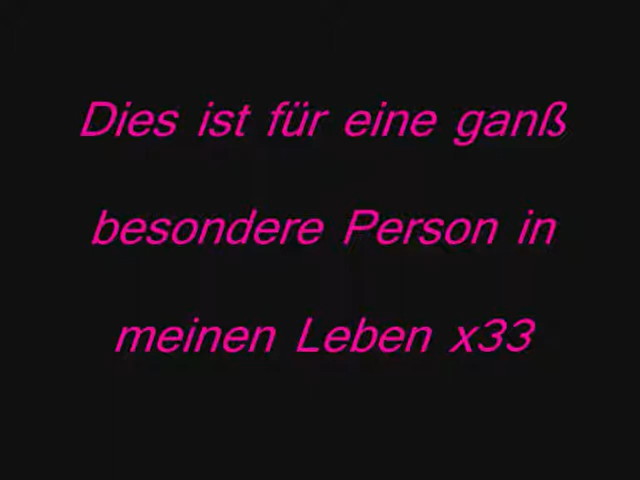 Dies ist für eine ganß
besondere Person in
meinen Leben x33